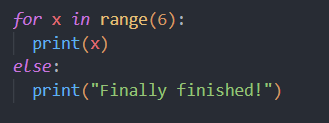 for x in range(6):
  print(x)
else:
  print("Finally finished!")